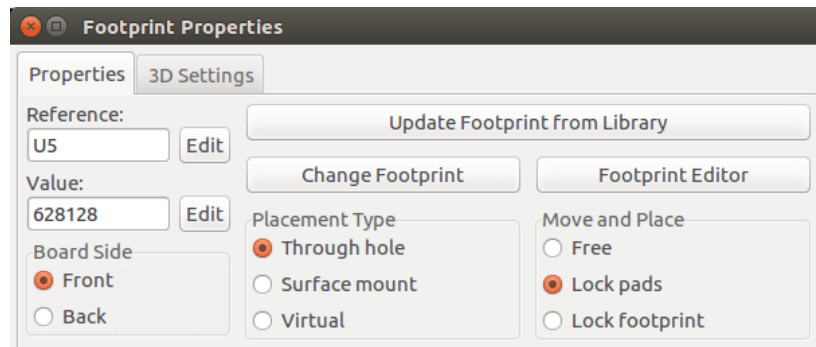 Footprint Properties
Properties 3D Settings
Reference:
U5 Edit
Update Footprint from Library
Value:
628128 Edit
Change Footprint Footprint Editor
Board Side
Front
Back
Placement Type
Through hole
Surface mount
Virtual
Move and Place
Free
Lock pads
Lock footprint